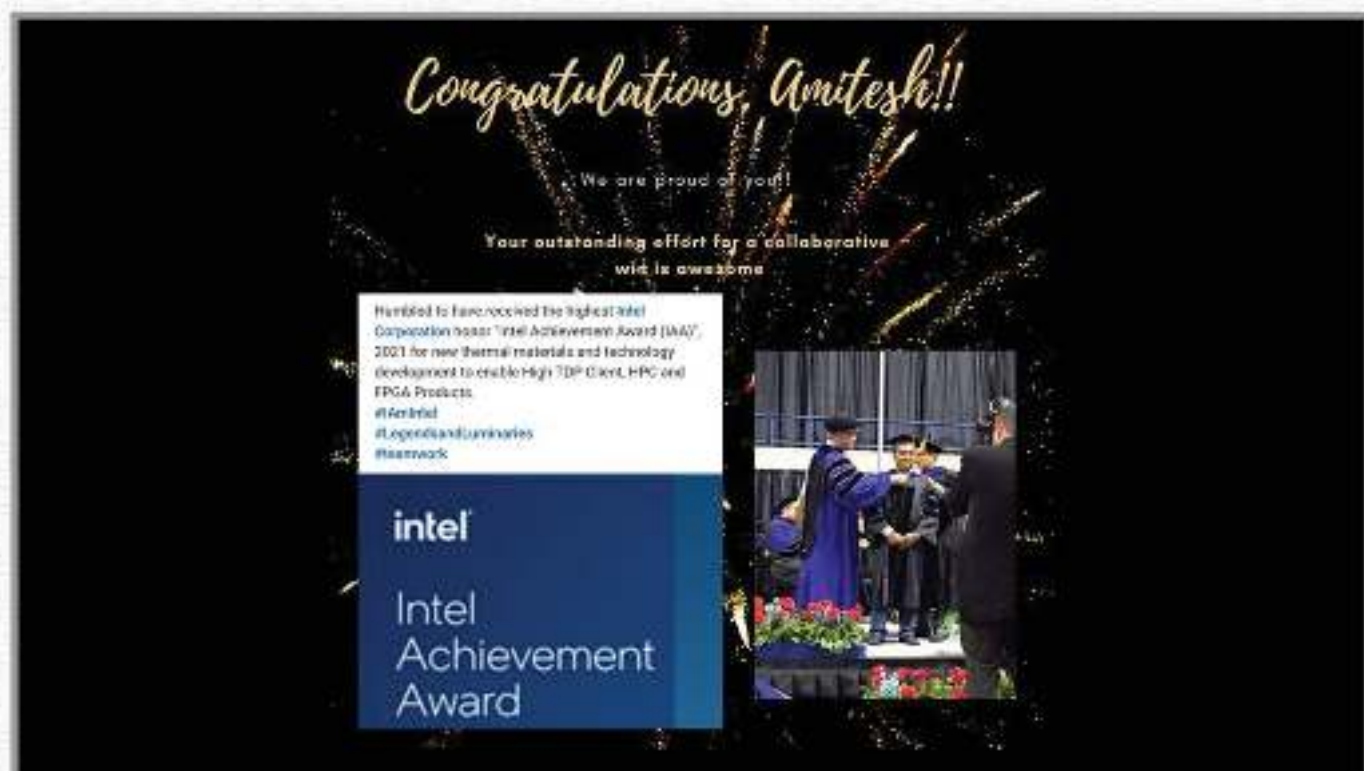 Congratulations, Amitesh!!
We are proud of you!!
Your outstanding effort for a collaborative
win is awesome
Humbled to have received the highest Intel
Corporation honor "Intel Achievement Award (IAA)",
2021 for new thermal materials and technology
development to enable High TDP Client, HPC and
FPGA Products.
#IAmIntel
#LegendsandLuminaries
#teamwork
intel
Intel
Achievement
Award